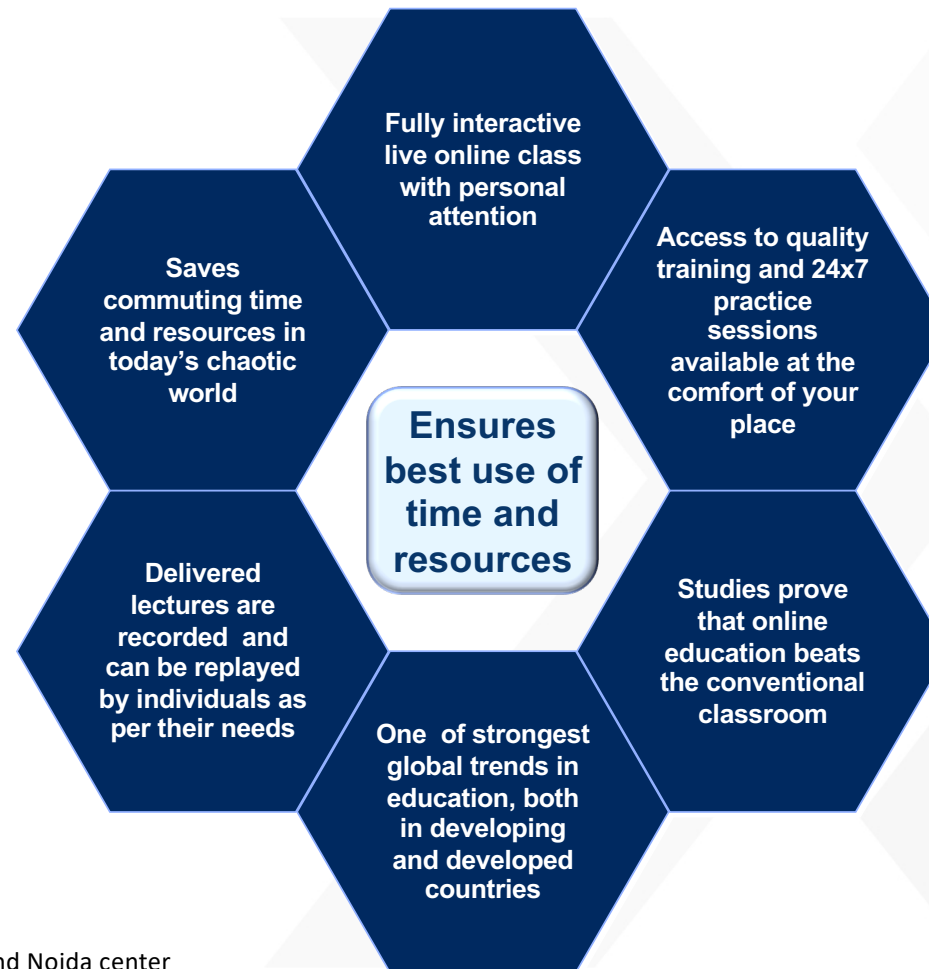 Fully interactive
live online class
with personal
attention
Access to quality
training and 24x7
practice
sessions
available at the
comfort of your
place
Saves
commuting time
and resources in
today’s chaotic
world
Ensures
best use of
time and
resources
Delivered
lectures are
recorded  and
can be replayed
by individuals as
per their needs
Studies prove
that online
education beats
the conventional
classroom
One  of strongest
global trends in
education, both
in developing
and developed
countries
Noida center